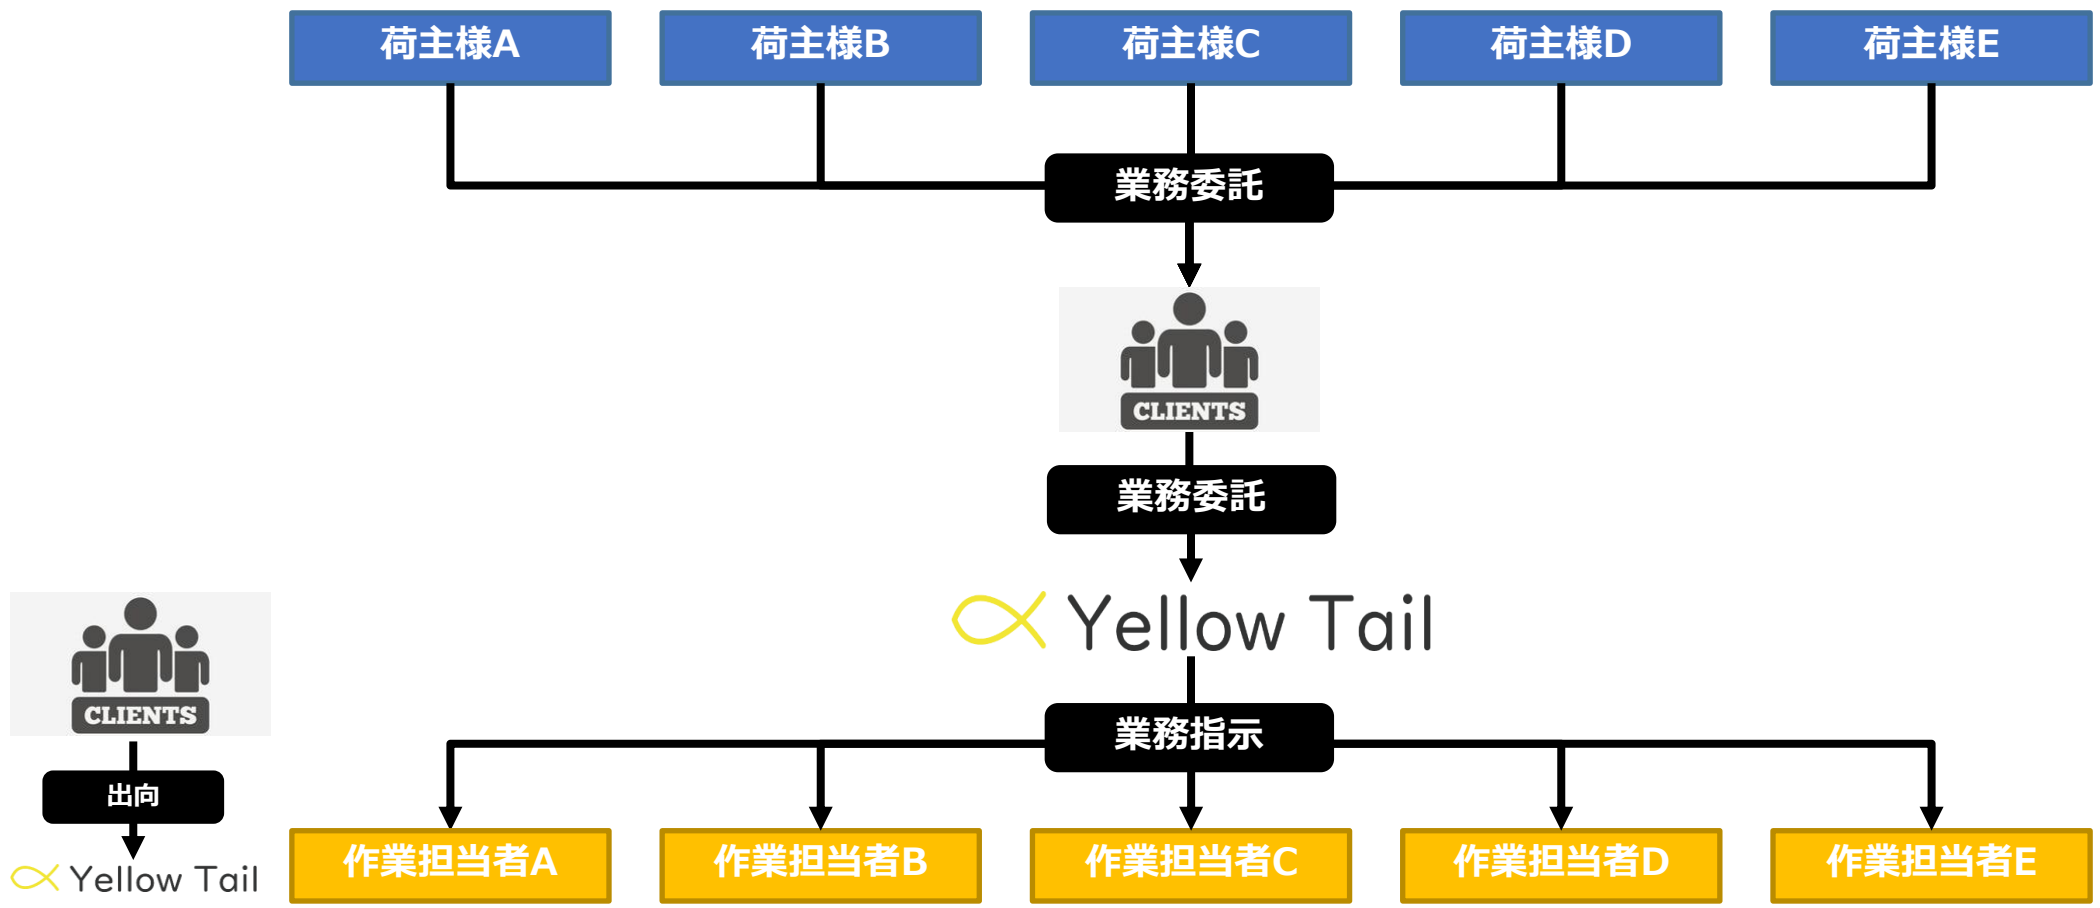 荷主様A
荷主様B
荷主様C
荷主様D
荷主様E
業務委託
CLIENTS
業務委託
Yellow Tail
業務指示
CLIENTS
出向
Yellow Tail
作業担当者A
作業担当者B
作業担当者C
作業担当者D
作業担当者E